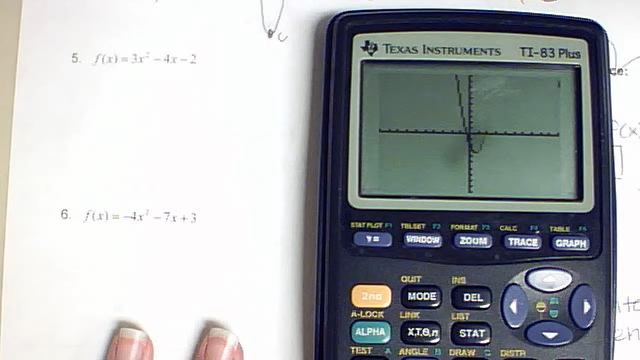 5. f(x) = 3x² − 4x − 2
6. f(x) = −4x² − 7x + 3
TEXAS INSTRUMENTS TI-83 Plus
STAT PLOT F1 TBLSET F2 FORMAT F3 CALC F4 TABLE F5
Y= WINDOW ZOOM TRACE GRAPH
QUIT INS
2nd MODE DEL
A-LOCK LINK LIST
ALPHA X,T,θ,n STAT
TEST A ANGLE B DRAW C DISTR